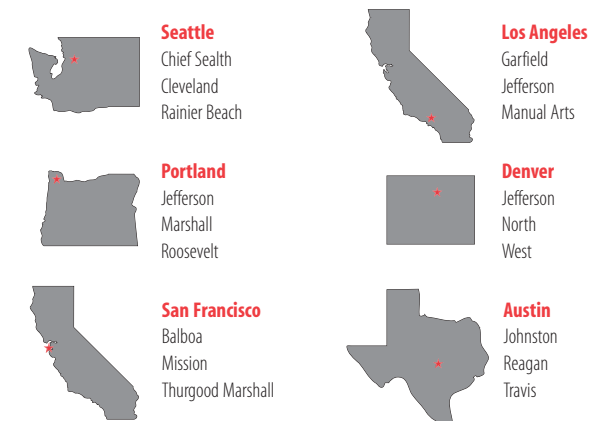 Seattle
Chief Sealth
Cleveland
Rainier Beach
Los Angeles
Garfield
Jefferson
Manual Arts
Portland
Jefferson
Marshall
Roosevelt
Denver
Jefferson
North
West
San Francisco
Balboa
Mission
Thurgood Marshall
Austin
Johnston
Reagan
Travis